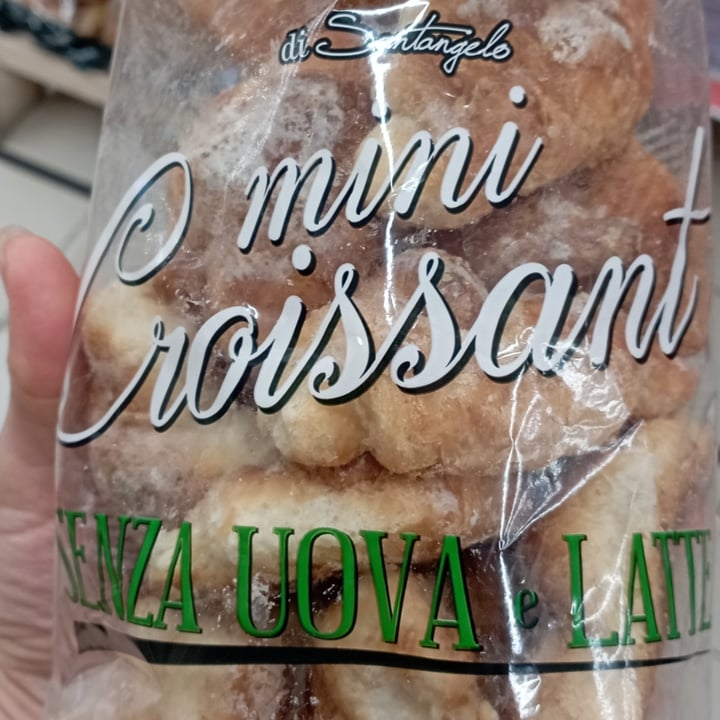 di Santangelo
mini
Croissant
SENZA UOVA e LATTE